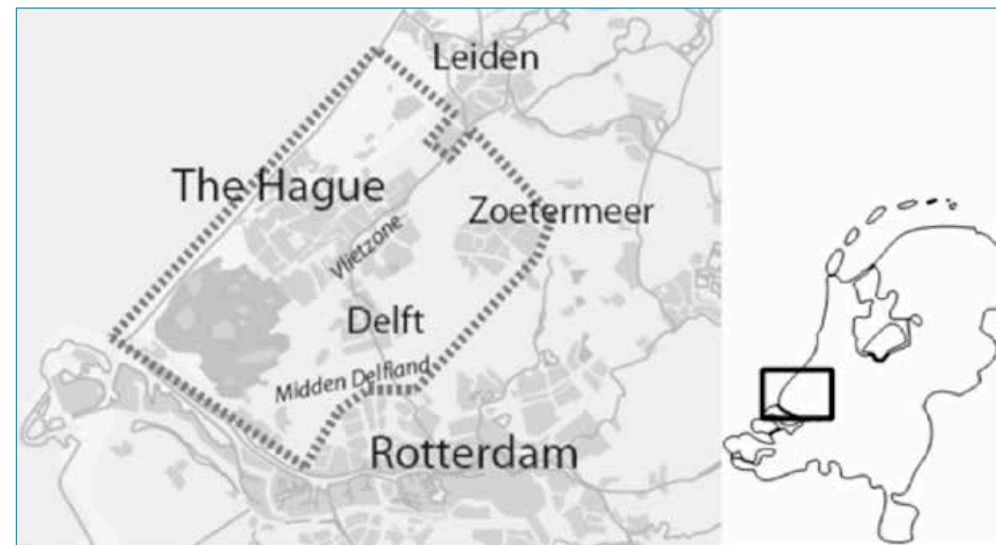 Leiden
The Hague
Zoetermeer
Vlietzone
Delft
Midden Delfland
Rotterdam